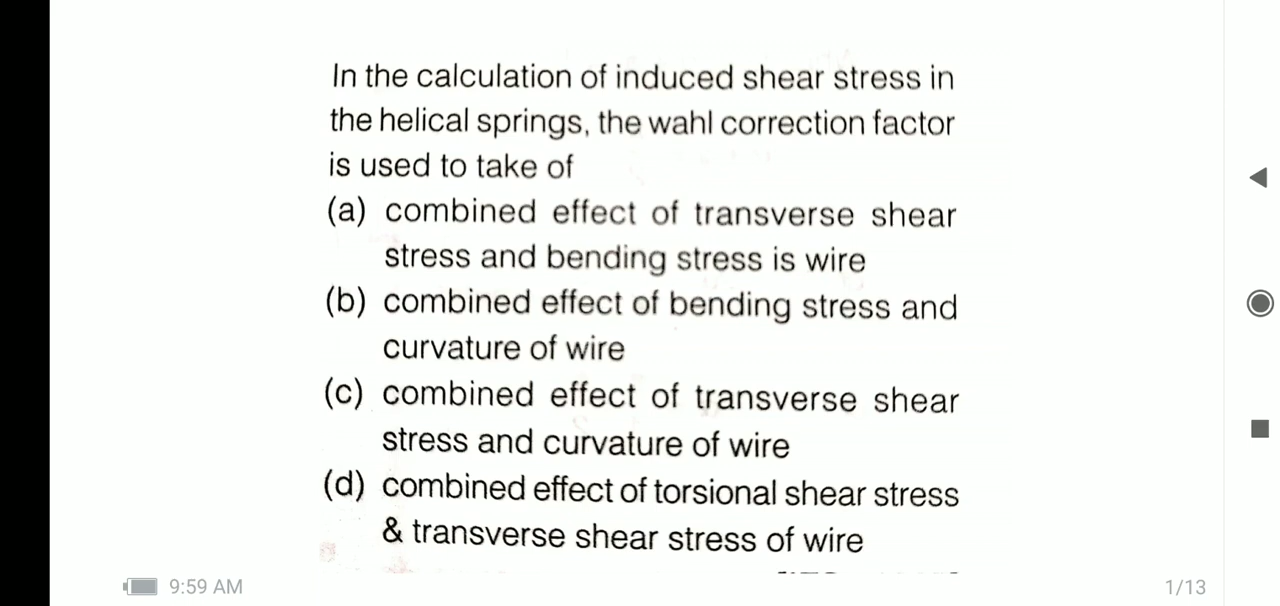 In the calculation of induced shear stress in
the helical springs, the wahl correction factor
is used to take of
(a) combined effect of transverse shear
stress and bending stress is wire
(b) combined effect of bending stress and
curvature of wire
(c) combined effect of transverse shear
stress and curvature of wire
(d) combined effect of torsional shear stress
& transverse shear stress of wire
9:59 AM
1/13